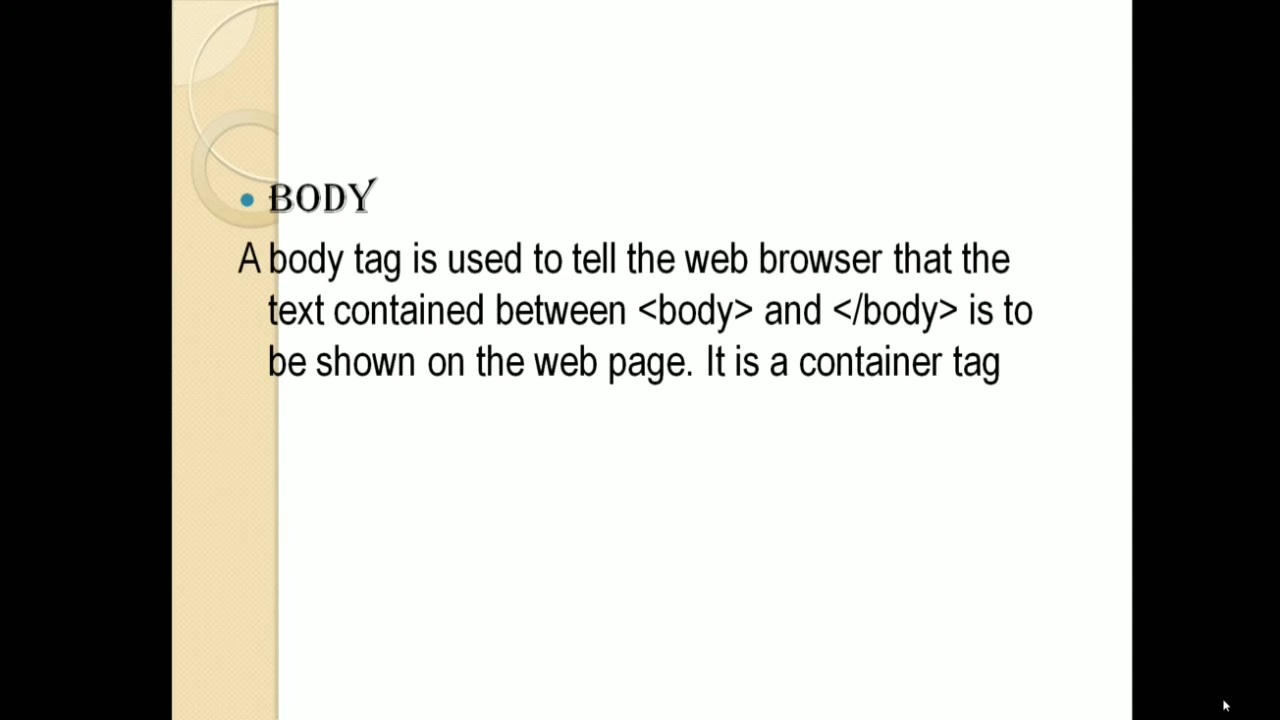 BODY
A body tag is used to tell the web browser that the
text contained between <body> and </body> is to
be shown on the web page. It is a container tag